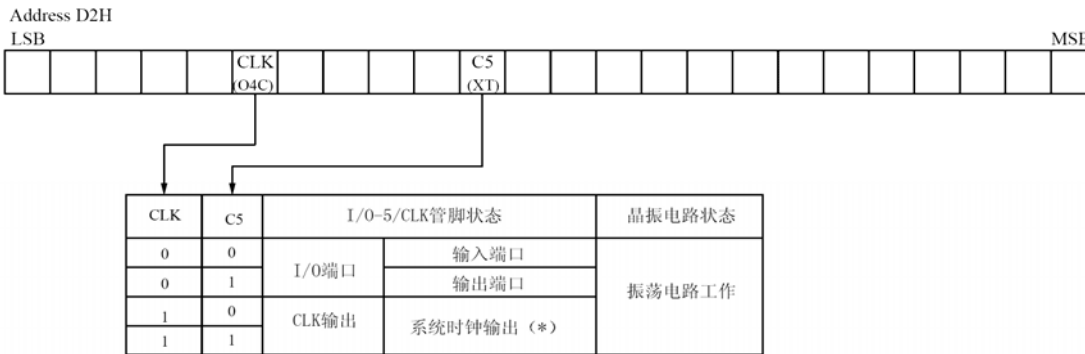 Address D2H
LSB MSB
CLK C5
(O4C) (XT)
CLK C5 I/O-5/CLK管脚状态 晶振电路状态
0 0 I/O端口 输入端口 振荡电路工作
0 1 输出端口
1 0 CLK输出 系统时钟输出（*）
1 1